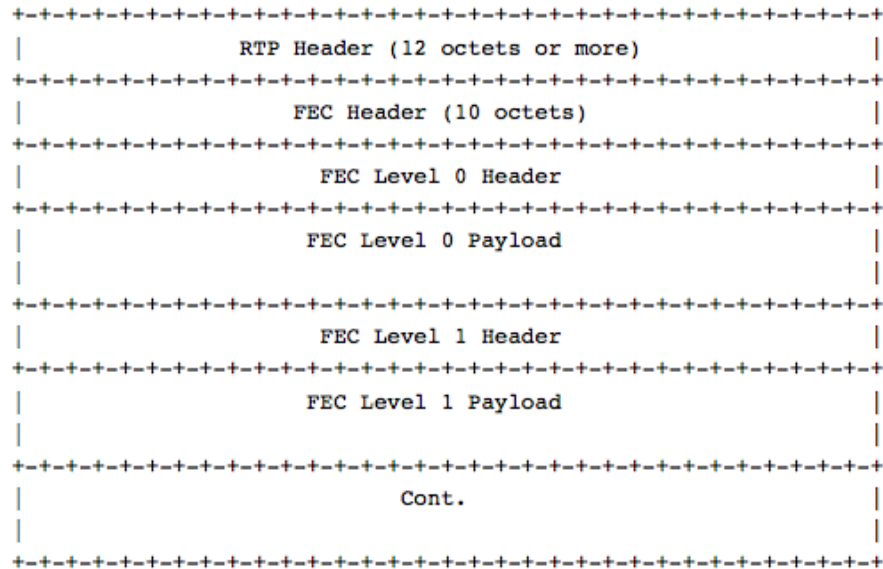 +-+-+-+-+-+-+-+-+-+-+-+-+-+-+-+-+-+-+-+-+-+-+-+-+-+-+-+-+-+-+-+-+
| RTP Header (12 octets or more) |
+-+-+-+-+-+-+-+-+-+-+-+-+-+-+-+-+-+-+-+-+-+-+-+-+-+-+-+-+-+-+-+-+
| FEC Header (10 octets) |
+-+-+-+-+-+-+-+-+-+-+-+-+-+-+-+-+-+-+-+-+-+-+-+-+-+-+-+-+-+-+-+-+
| FEC Level 0 Header |
+-+-+-+-+-+-+-+-+-+-+-+-+-+-+-+-+-+-+-+-+-+-+-+-+-+-+-+-+-+-+-+-+
| FEC Level 0 Payload |
| |
+-+-+-+-+-+-+-+-+-+-+-+-+-+-+-+-+-+-+-+-+-+-+-+-+-+-+-+-+-+-+-+-+
| FEC Level 1 Header |
+-+-+-+-+-+-+-+-+-+-+-+-+-+-+-+-+-+-+-+-+-+-+-+-+-+-+-+-+-+-+-+-+
| FEC Level 1 Payload |
| |
+-+-+-+-+-+-+-+-+-+-+-+-+-+-+-+-+-+-+-+-+-+-+-+-+-+-+-+-+-+-+-+-+
| Cont. |
| |
+-+-+-+-+-+-+-+-+-+-+-+-+-+-+-+-+-+-+-+-+-+-+-+-+-+-+-+-+-+-+-+-+